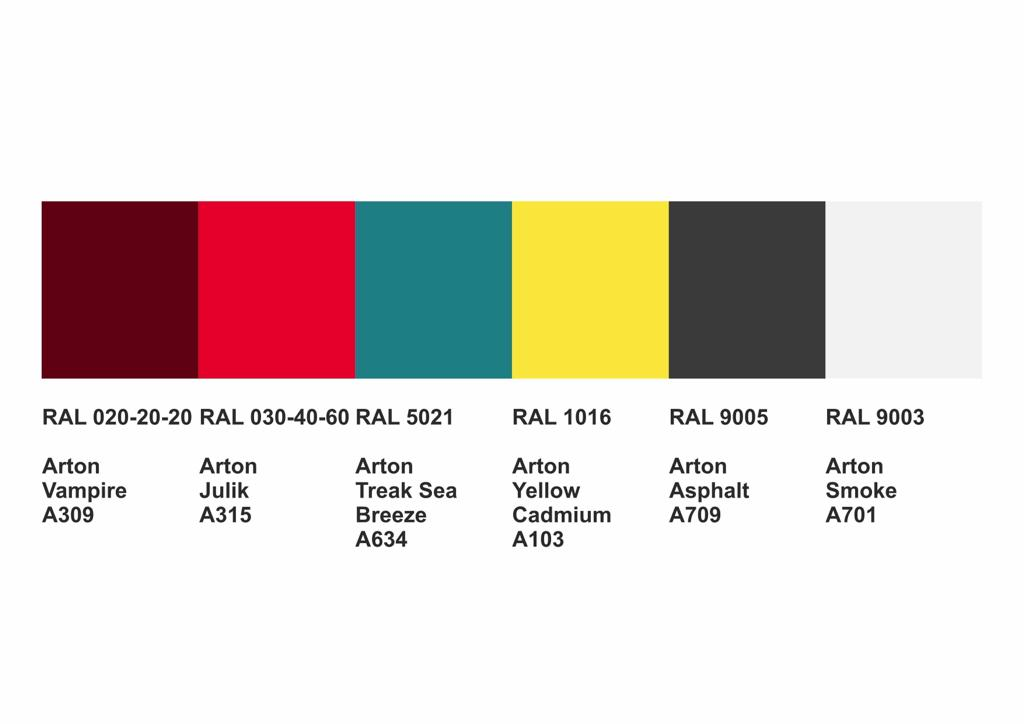 RAL 020-20-20 RAL 030-40-60 RAL 5021 RAL 1016 RAL 9005 RAL 9003
Arton
Vampire
A309
Arton
Julik
A315
Arton
Treak Sea
Breeze
A634
Arton
Yellow
Cadmium
A103
Arton
Asphalt
A709
Arton
Smoke
A701